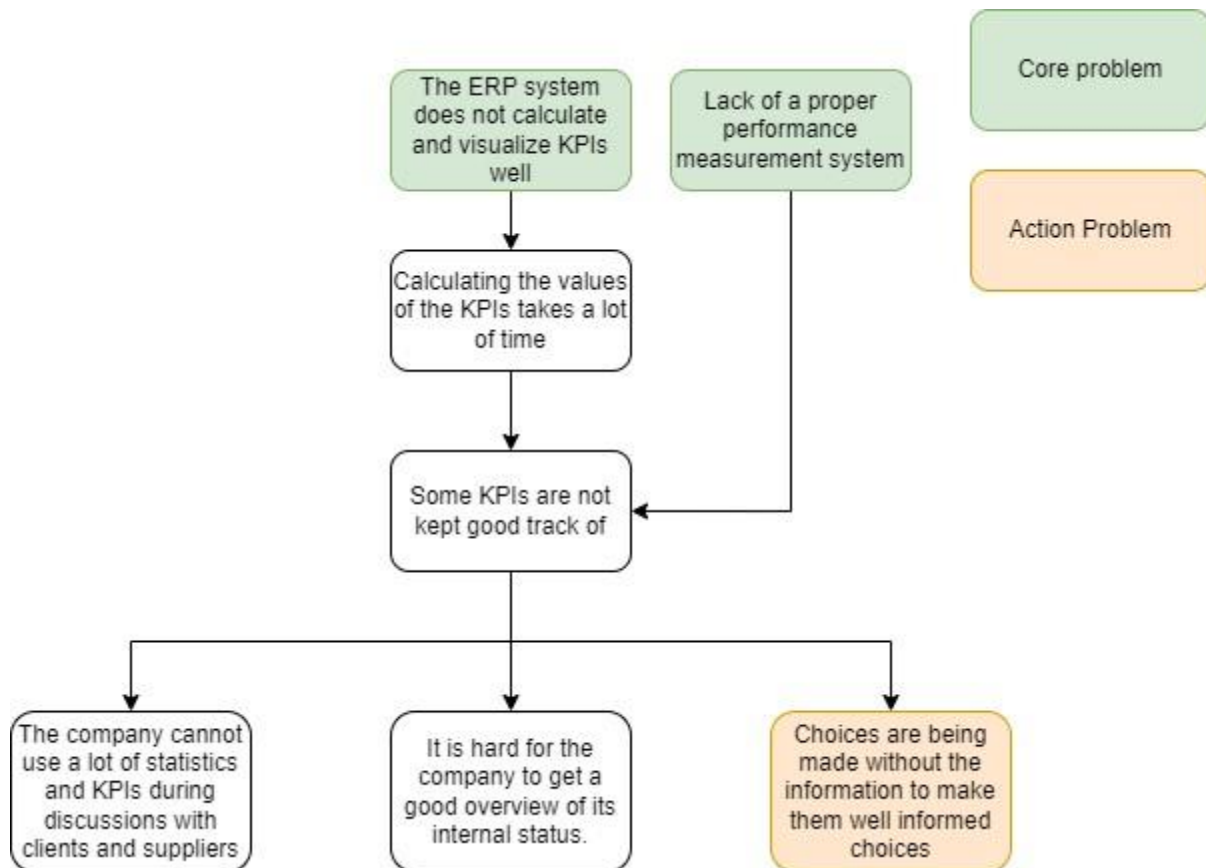 The ERP system
does not calculate
and visualize KPIs
well
Lack of a proper
performance
measurement system
Core problem
Action Problem
Calculating the values
of the KPIs takes a lot
of time
Some KPIs are not
kept good track of
The company cannot
use a lot of statistics
and KPIs during
discussions with
clients and suppliers
It is hard for the
company to get a
good overview of its
internal status.
Choices are being
made without the
information to make
them well informed
choices